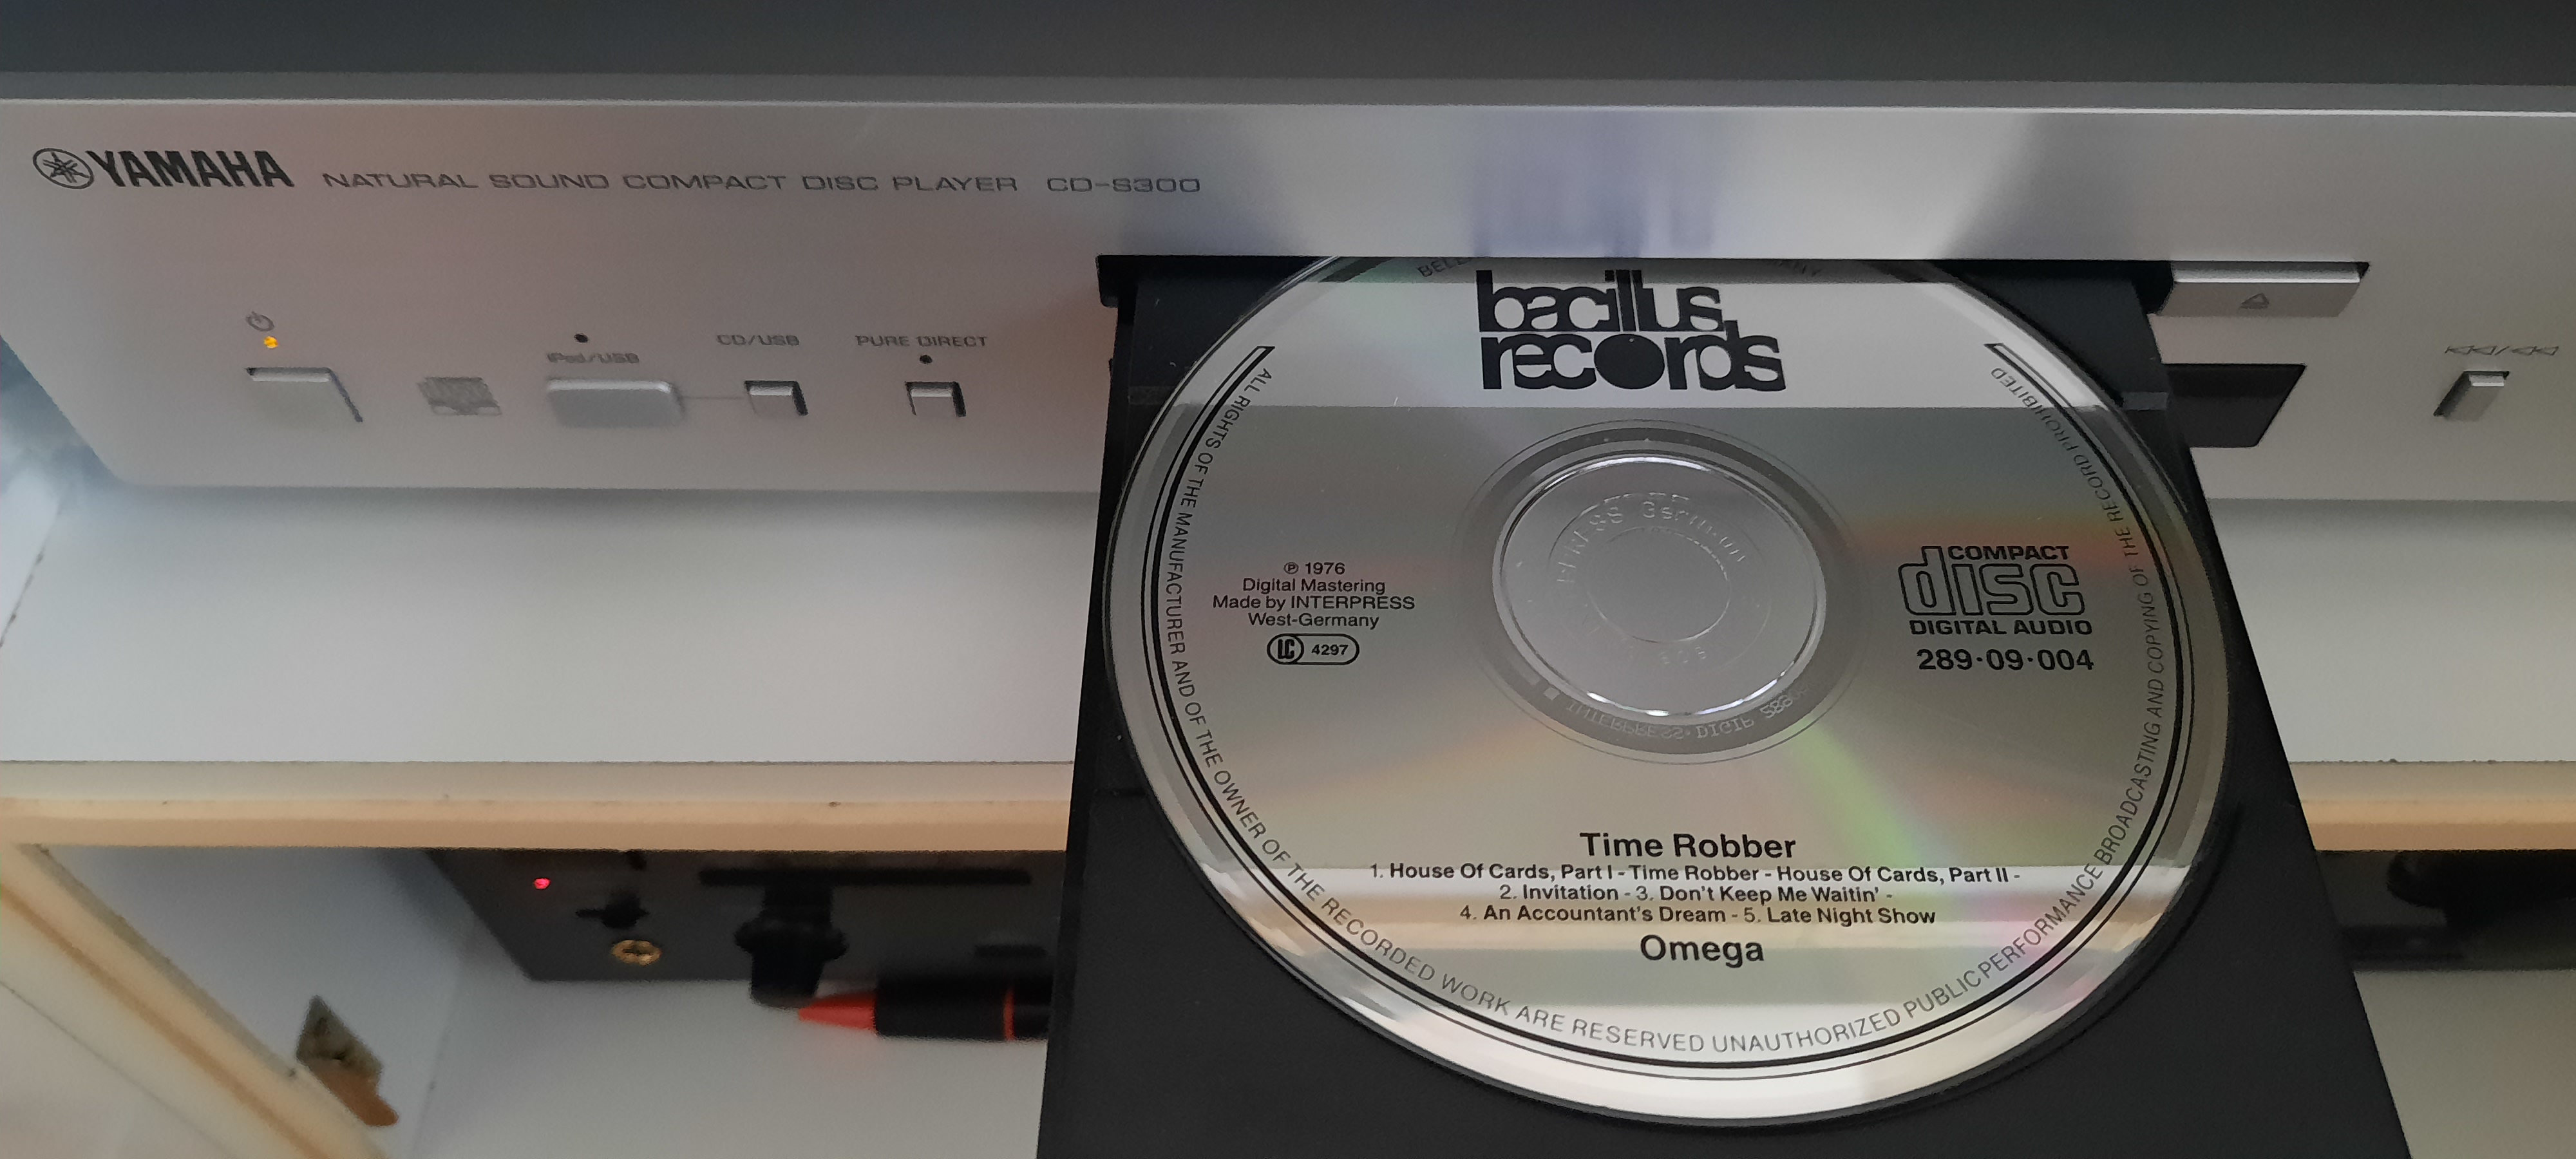 YAMAHA NATURAL SOUND COMPACT DISC PLAYER CD-S300
iPod/USB
CD/USB
PURE DIRECT
bacillus
records
ALL RIGHTS OF THE MANUFACTURER AND OF THE OWNER OF THE RECORDED WORK ARE RESERVED UNAUTHORIZED PUBLIC PERFORMANCE BROADCASTING AND COPYING OF THE RECORD PROHIBITED
℗ 1976
Digital Mastering
Made by INTERPRESS
West-Germany
LC 4297
COMPACT
disc
DIGITAL AUDIO
289·09·004
Germany
INTERPRESS·DIGIP
Time Robber
1. House Of Cards, Part I - Time Robber - House Of Cards, Part II -
2. Invitation - 3. Don't Keep Me Waitin' -
4. An Accountant's Dream - 5. Late Night Show
Omega